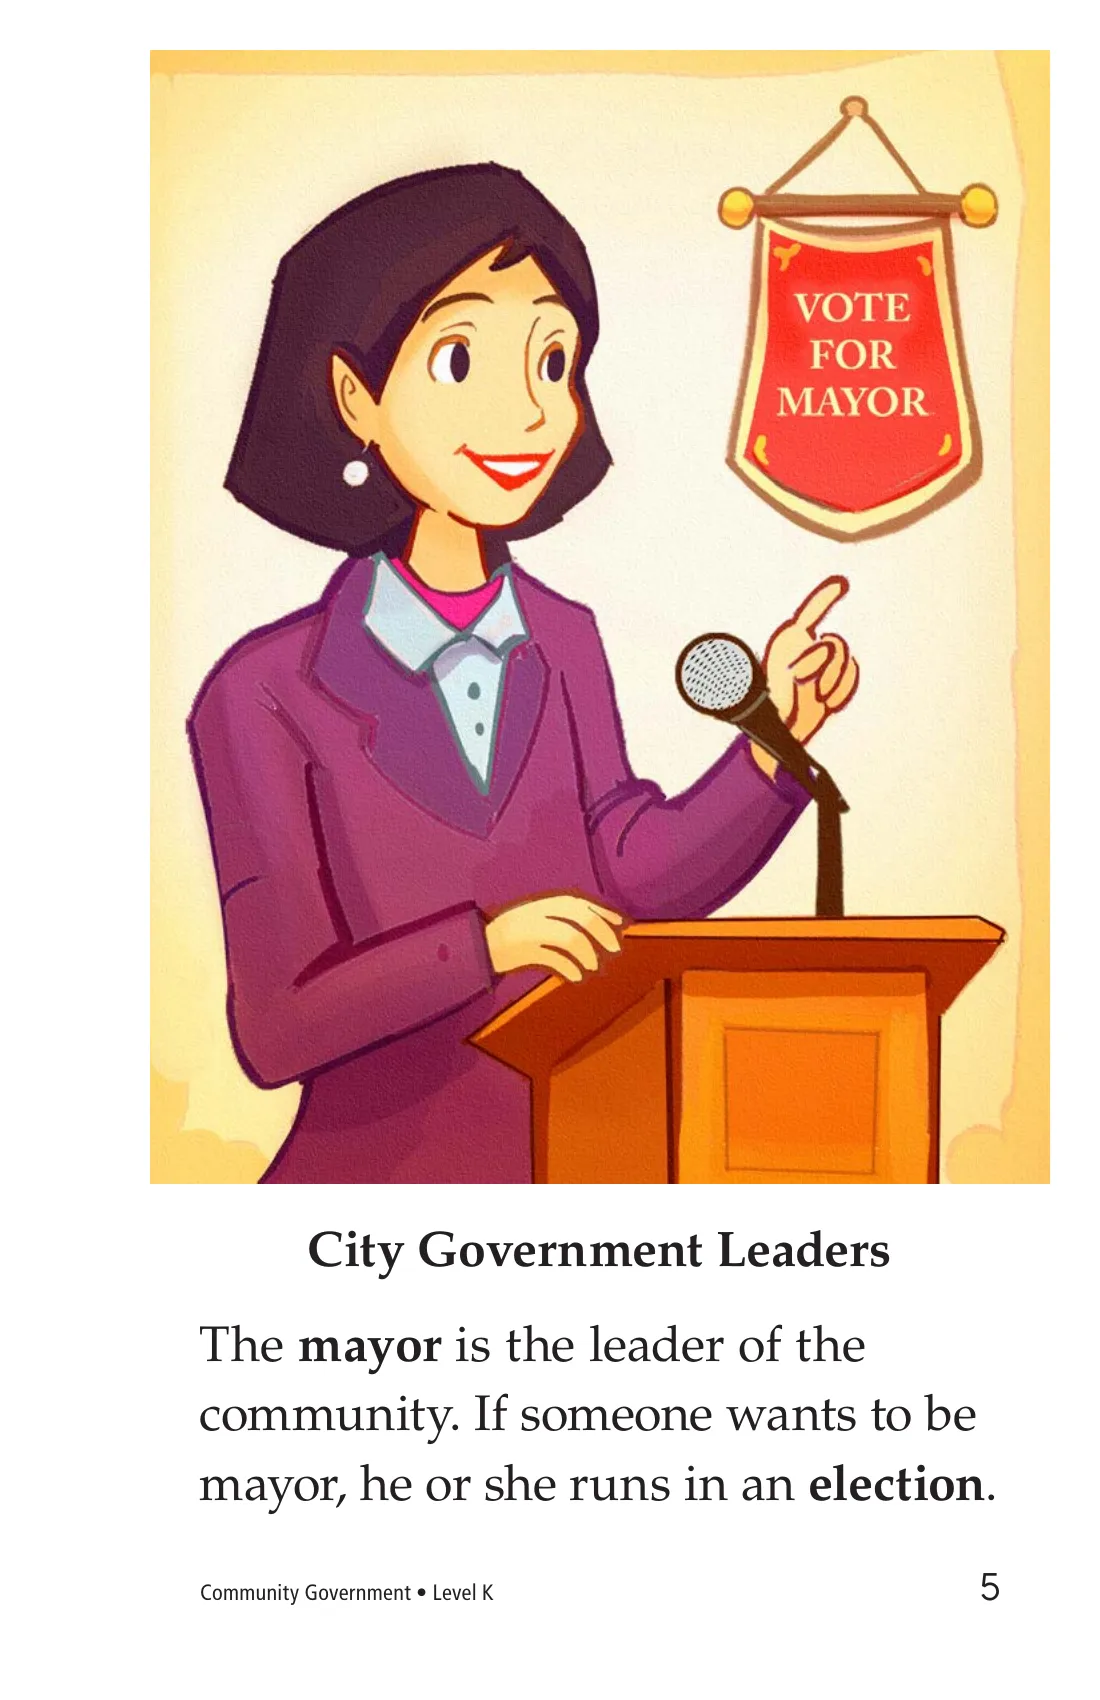 VOTE
FOR
MAYOR
City Government Leaders
The mayor is the leader of the
community. If someone wants to be
mayor, he or she runs in an election.
Community Government • Level K
5